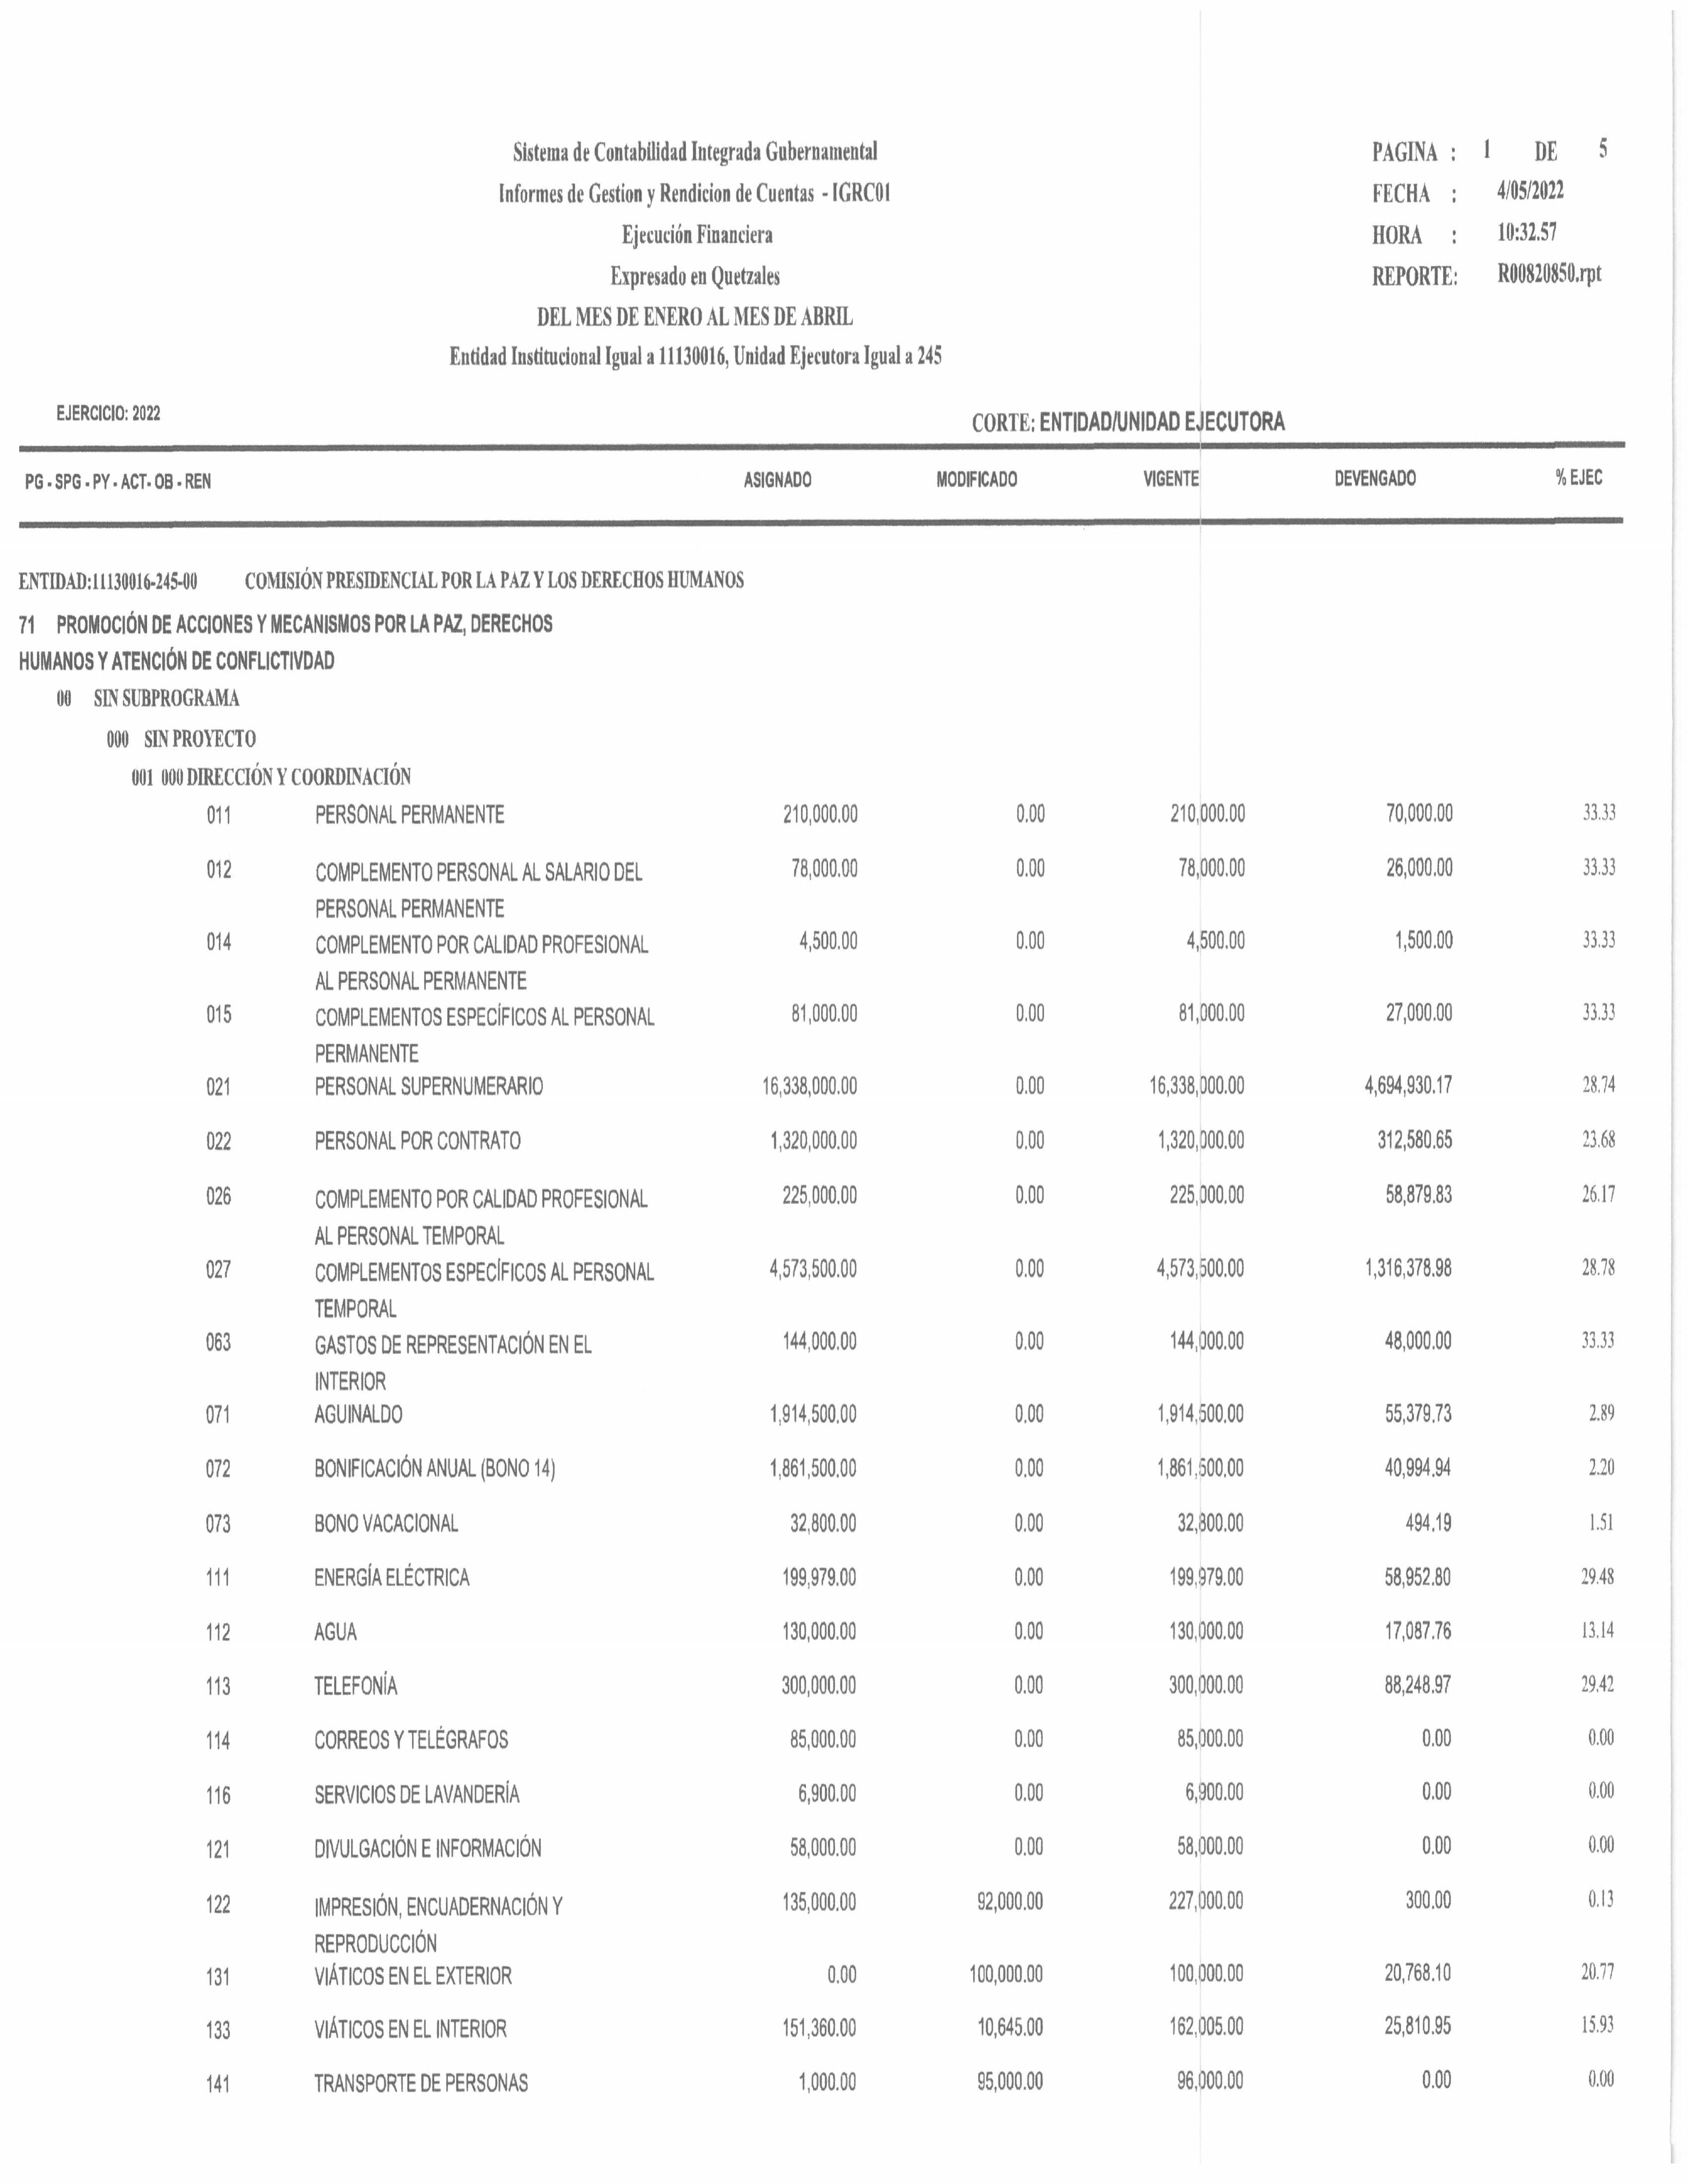 Sistema de Contabilidad Integrada Gubernamental
Informes de Gestion y Rendicion de Cuentas - IGRC01
Ejecución Financiera
Expresado en Quetzales
DEL MES DE ENERO AL MES DE ABRIL
Entidad Institucional Igual a 11130016, Unidad Ejecutora Igual a 245
PAGINA : 1 DE 5
FECHA : 4/05/2022
HORA : 10:32.57
REPORTE: R00820850.rpt
EJERCICIO: 2022
CORTE: ENTIDAD/UNIDAD EJECUTORA
PG - SPG - PY - ACT- OB - REN ASIGNADO MODIFICADO VIGENTE DEVENGADO % EJEC
ENTIDAD:11130016-245-00 COMISIÓN PRESIDENCIAL POR LA PAZ Y LOS DERECHOS HUMANOS
71 PROMOCIÓN DE ACCIONES Y MECANISMOS POR LA PAZ, DERECHOS
HUMANOS Y ATENCIÓN DE CONFLICTIVDAD
00 SIN SUBPROGRAMA
000 SIN PROYECTO
001 000 DIRECCIÓN Y COORDINACIÓN
011 PERSONAL PERMANENTE 210,000.00 0.00 210,000.00 70,000.00 33.33
012 COMPLEMENTO PERSONAL AL SALARIO DEL 78,000.00 0.00 78,000.00 26,000.00 33.33
PERSONAL PERMANENTE
014 COMPLEMENTO POR CALIDAD PROFESIONAL 4,500.00 0.00 4,500.00 1,500.00 33.33
AL PERSONAL PERMANENTE
015 COMPLEMENTOS ESPECÍFICOS AL PERSONAL 81,000.00 0.00 81,000.00 27,000.00 33.33
PERMANENTE
021 PERSONAL SUPERNUMERARIO 16,338,000.00 0.00 16,338,000.00 4,694,930.17 28.74
022 PERSONAL POR CONTRATO 1,320,000.00 0.00 1,320,000.00 312,580.65 23.68
026 COMPLEMENTO POR CALIDAD PROFESIONAL 225,000.00 0.00 225,000.00 58,879.83 26.17
AL PERSONAL TEMPORAL
027 COMPLEMENTOS ESPECÍFICOS AL PERSONAL 4,573,500.00 0.00 4,573,500.00 1,316,378.98 28.78
TEMPORAL
063 GASTOS DE REPRESENTACIÓN EN EL 144,000.00 0.00 144,000.00 48,000.00 33.33
INTERIOR
071 AGUINALDO 1,914,500.00 0.00 1,914,500.00 55,379.73 2.89
072 BONIFICACIÓN ANUAL (BONO 14) 1,861,500.00 0.00 1,861,500.00 40,994.94 2.20
073 BONO VACACIONAL 32,800.00 0.00 32,800.00 494.19 1.51
111 ENERGÍA ELÉCTRICA 199,979.00 0.00 199,979.00 58,952.80 29.48
112 AGUA 130,000.00 0.00 130,000.00 17,087.76 13.14
113 TELEFONÍA 300,000.00 0.00 300,000.00 88,248.97 29.42
114 CORREOS Y TELÉGRAFOS 85,000.00 0.00 85,000.00 0.00 0.00
116 SERVICIOS DE LAVANDERÍA 6,900.00 0.00 6,900.00 0.00 0.00
121 DIVULGACIÓN E INFORMACIÓN 58,000.00 0.00 58,000.00 0.00 0.00
122 IMPRESIÓN, ENCUADERNACIÓN Y 135,000.00 92,000.00 227,000.00 300.00 0.13
REPRODUCCIÓN
131 VIÁTICOS EN EL EXTERIOR 0.00 100,000.00 100,000.00 20,768.10 20.77
133 VIÁTICOS EN EL INTERIOR 151,360.00 10,645.00 162,005.00 25,810.95 15.93
141 TRANSPORTE DE PERSONAS 1,000.00 95,000.00 96,000.00 0.00 0.00